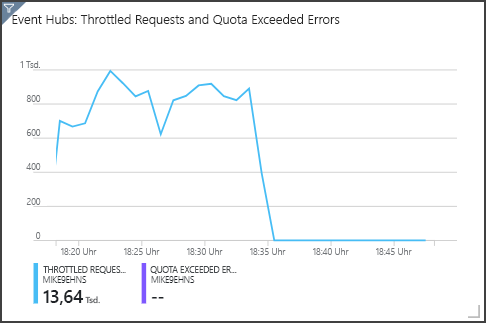 Event Hubs: Throttled Requests and Quota Exceeded Errors
1 Tsd.
800
600
400
200
0
18:20 Uhr 18:25 Uhr 18:30 Uhr 18:35 Uhr 18:40 Uhr 18:45 Uhr
THROTTLED REQUES... QUOTA EXCEEDED ER...
MIKE9EHNS MIKE9EHNS
13,64 Tsd. --